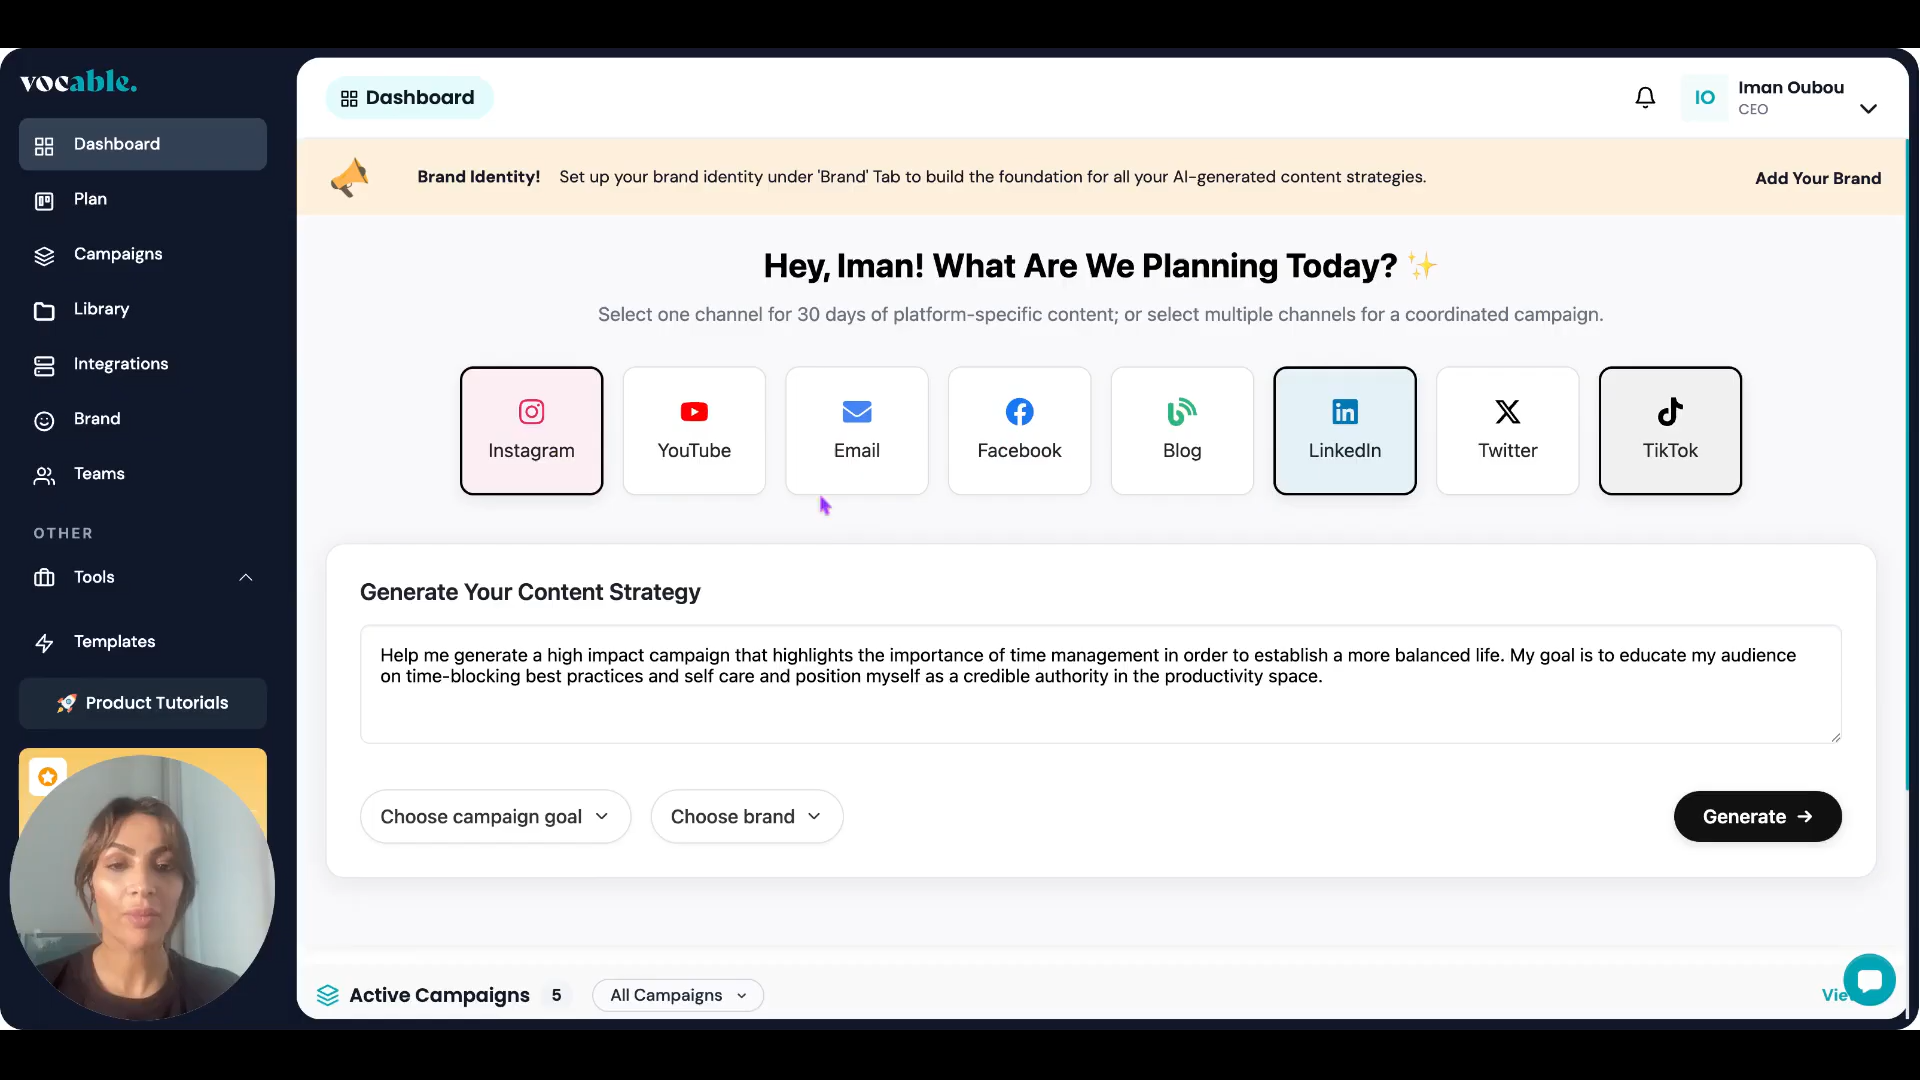 vocable.
Dashboard
Plan
Campaigns
Library
Integrations
Brand
Teams
OTHER
Tools
Templates
Product Tutorials
Dashboard
IO
Iman Oubou
CEO
Brand Identity! Set up your brand identity under 'Brand' Tab to build the foundation for all your AI-generated content strategies.
Add Your Brand
Hey, Iman! What Are We Planning Today?
Select one channel for 30 days of platform-specific content; or select multiple channels for a coordinated campaign.
Instagram
YouTube
Email
Facebook
Blog
LinkedIn
Twitter
TikTok
Generate Your Content Strategy
Help me generate a high impact campaign that highlights the importance of time management in order to establish a more balanced life. My goal is to educate my audience
on time-blocking best practices and self care and position myself as a credible authority in the productivity space.
Choose campaign goal
Choose brand
Generate
Active Campaigns 5
All Campaigns